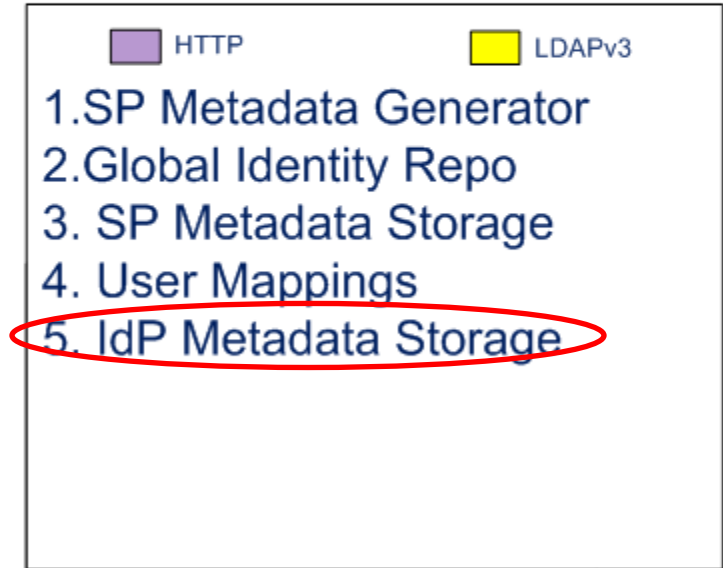 HTTP LDAPv3
1.SP Metadata Generator
2.Global Identity Repo
3. SP Metadata Storage
4. User Mappings
5. IdP Metadata Storage